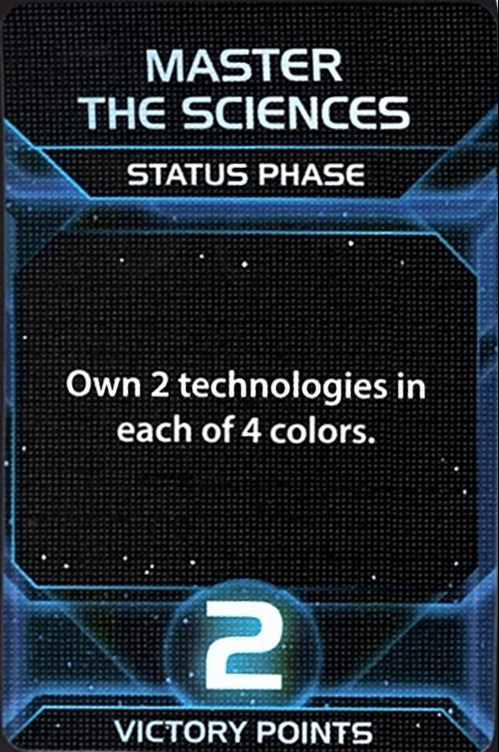 MASTER
THE SCIENCES
STATUS PHASE
Own 2 technologies in
each of 4 colors.
2
VICTORY POINTS